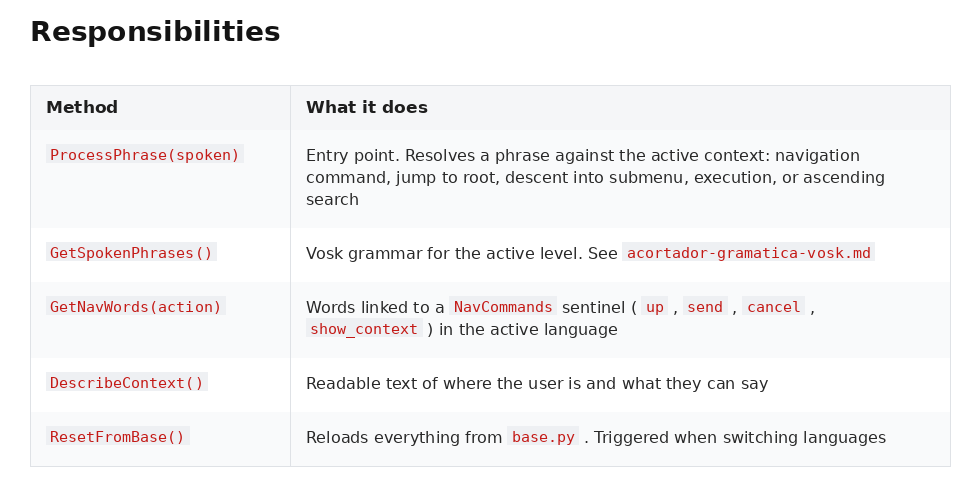 Responsibilities
Method What it does
ProcessPhrase(spoken) Entry point. Resolves a phrase against the active context: navigation
command, jump to root, descent into submenu, execution, or ascending
search
GetSpokenPhrases() Vosk grammar for the active level. See acortador-gramatica-vosk.md
GetNavWords(action) Words linked to a NavCommands sentinel ( up , send , cancel ,
show_context ) in the active language
DescribeContext() Readable text of where the user is and what they can say
ResetFromBase() Reloads everything from base.py . Triggered when switching languages